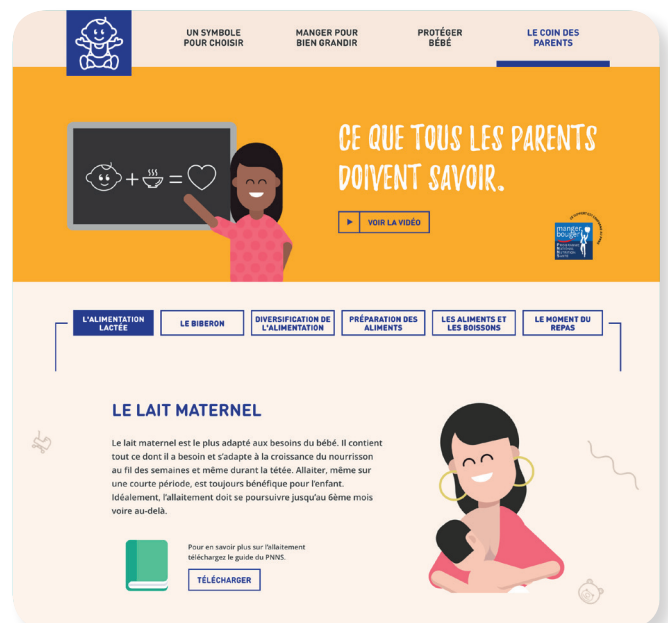 UN SYMBOLE
POUR CHOISIR
MANGER POUR
BIEN GRANDIR
PROTÉGER
BÉBÉ
LE COIN DES
PARENTS
CE QUE TOUS LES PARENTS
DOIVENT SAVOIR.
VOIR LA VIDÉO
manger
bouger
L'ALIMENTATION
LACTÉE
LE BIBERON
DIVERSIFICATION DE
L'ALIMENTATION
PRÉPARATION DES
ALIMENTS
LES ALIMENTS ET
LES BOISSONS
LE MOMENT DU
REPAS
LE LAIT MATERNEL
Le lait maternel est le plus adapté aux besoins du bébé. Il contient
tout ce dont il a besoin et s'adapte à la croissance du nourrisson
au fil des semaines et même durant la tétée. Allaiter, même sur
une courte période, est toujours bénéfique pour l'enfant.
Idéalement, l'allaitement doit se poursuivre jusqu'au 6ème mois
voire au-delà.
Pour en savoir plus sur l'allaitement
téléchargez le guide du PNNS.
TÉLÉCHARGER